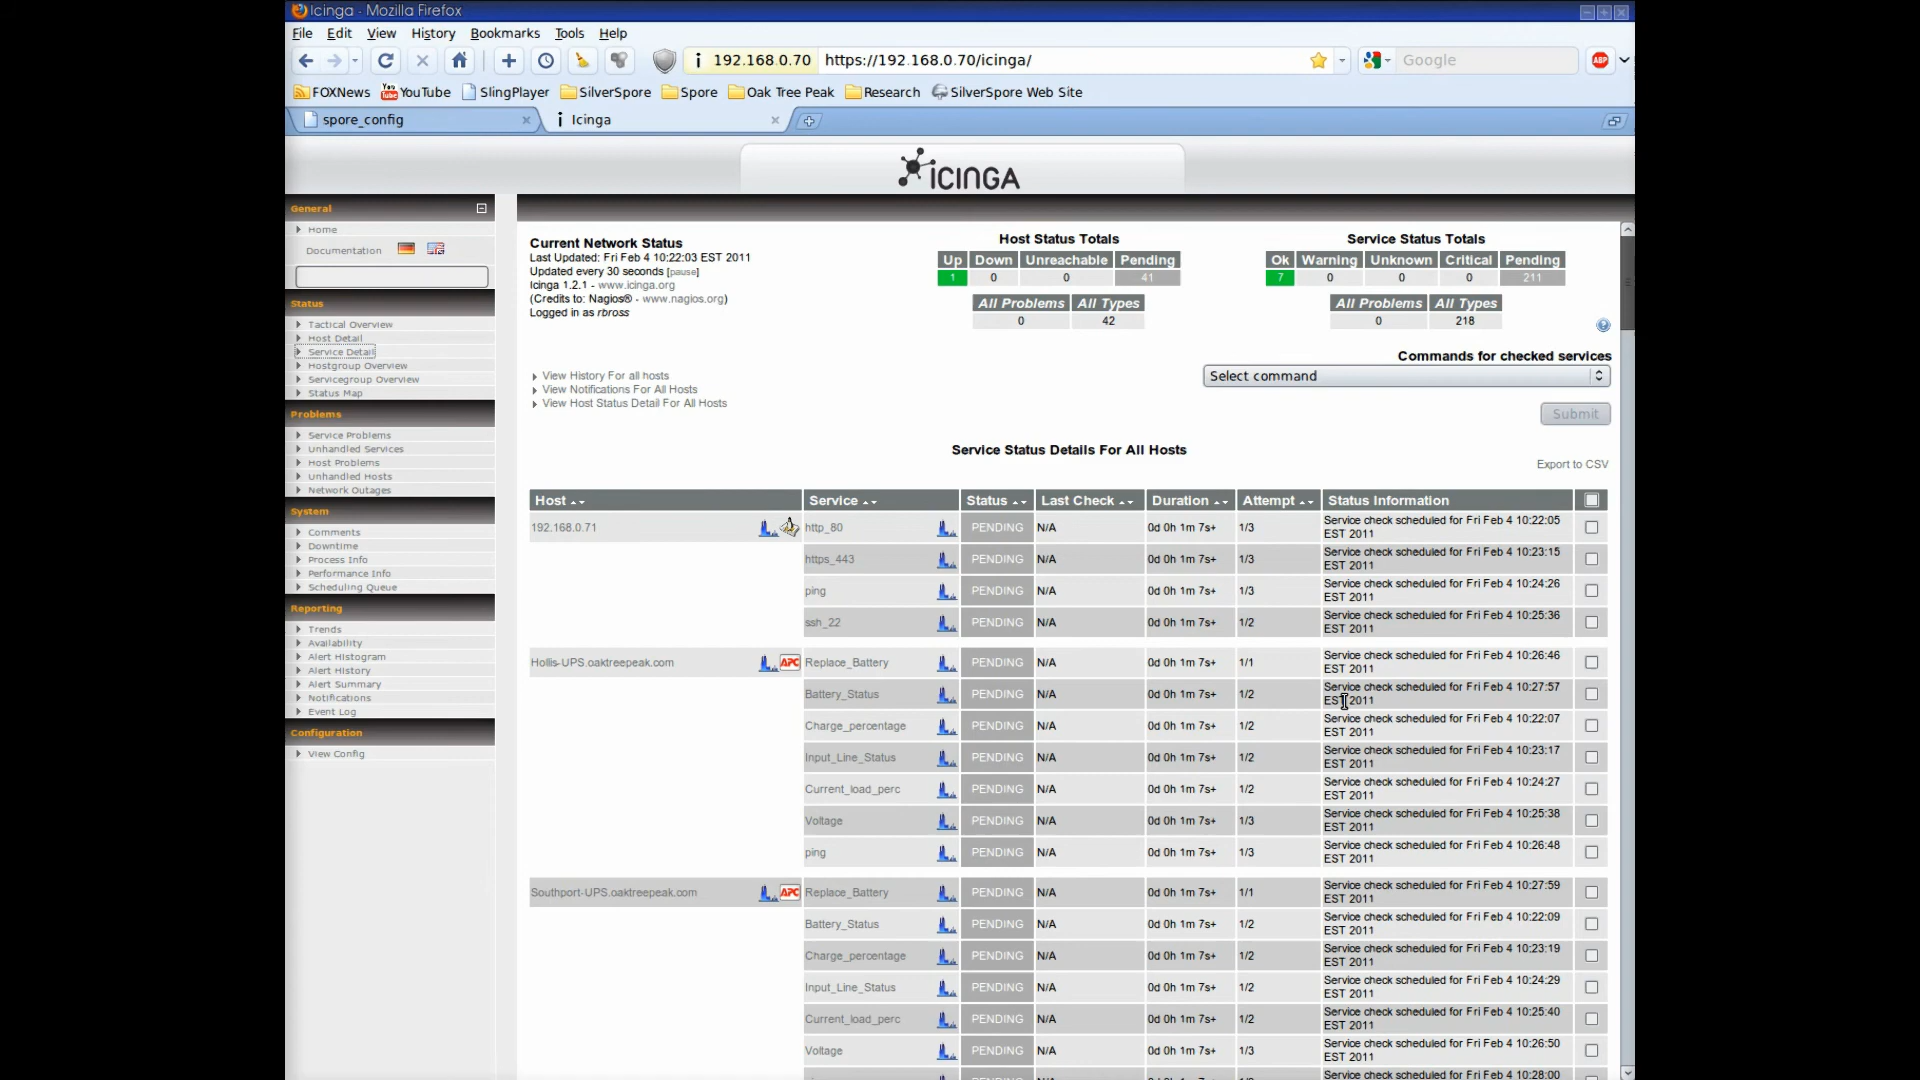 Icinga - Mozilla Firefox
File Edit View History Bookmarks Tools Help
192.168.0.70 https://192.168.0.70/icinga/ Google ABP
FOXNews YouTube SlingPlayer SilverSpore Spore Oak Tree Peak Research SilverSpore Web Site
spore_config Icinga
ICINGA
General
Home
Documentation
Status
Tactical Overview
Host Detail
Service Detail
Hostgroup Overview
Servicegroup Overview
Status Map
Problems
Service Problems
Unhandled Services
Host Problems
Unhandled Hosts
Network Outages
System
Comments
Downtime
Process Info
Performance Info
Scheduling Queue
Reporting
Trends
Availability
Alert Histogram
Alert History
Alert Summary
Notifications
Event Log
Configuration
View Config
Current Network Status
Last Updated: Fri Feb 4 10:22:03 EST 2011
Updated every 30 seconds [pause]
Icinga 1.2.1 - www.icinga.org
(Credits to: Nagios® - www.nagios.org)
Logged in as rbross
Host Status Totals
Up Down Unreachable Pending
1 0 0 41
All Problems All Types
0 42
Service Status Totals
Ok Warning Unknown Critical Pending
7 0 0 0 211
All Problems All Types
0 218
View History For all hosts
View Notifications For All Hosts
View Host Status Detail For All Hosts
Commands for checked services
Select command
Submit
Service Status Details For All Hosts
Export to CSV
Host Service Status Last Check Duration Attempt Status Information
192.168.0.71 http_80 PENDING N/A 0d 0h 1m 7s+ 1/3 Service check scheduled for Fri Feb 4 10:22:05 EST 2011
https_443 PENDING N/A 0d 0h 1m 7s+ 1/3 Service check scheduled for Fri Feb 4 10:23:15 EST 2011
ping PENDING N/A 0d 0h 1m 7s+ 1/3 Service check scheduled for Fri Feb 4 10:24:26 EST 2011
ssh_22 PENDING N/A 0d 0h 1m 7s+ 1/2 Service check scheduled for Fri Feb 4 10:25:36 EST 2011
Hollis-UPS.oaktreepeak.com APC Replace_Battery PENDING N/A 0d 0h 1m 7s+ 1/1 Service check scheduled for Fri Feb 4 10:26:46 EST 2011
Battery_Status PENDING N/A 0d 0h 1m 7s+ 1/2 Service check scheduled for Fri Feb 4 10:27:57 EST 2011
Charge_percentage PENDING N/A 0d 0h 1m 7s+ 1/2 Service check scheduled for Fri Feb 4 10:22:07 EST 2011
Input_Line_Status PENDING N/A 0d 0h 1m 7s+ 1/2 Service check scheduled for Fri Feb 4 10:23:17 EST 2011
Current_load_perc PENDING N/A 0d 0h 1m 7s+ 1/2 Service check scheduled for Fri Feb 4 10:24:27 EST 2011
Voltage PENDING N/A 0d 0h 1m 7s+ 1/3 Service check scheduled for Fri Feb 4 10:25:38 EST 2011
ping PENDING N/A 0d 0h 1m 7s+ 1/3 Service check scheduled for Fri Feb 4 10:26:48 EST 2011
Southport-UPS.oaktreepeak.com APC Replace_Battery PENDING N/A 0d 0h 1m 7s+ 1/1 Service check scheduled for Fri Feb 4 10:27:59 EST 2011
Battery_Status PENDING N/A 0d 0h 1m 7s+ 1/2 Service check scheduled for Fri Feb 4 10:22:09 EST 2011
Charge_percentage PENDING N/A 0d 0h 1m 7s+ 1/2 Service check scheduled for Fri Feb 4 10:23:19 EST 2011
Input_Line_Status PENDING N/A 0d 0h 1m 7s+ 1/2 Service check scheduled for Fri Feb 4 10:24:29 EST 2011
Current_load_perc PENDING N/A 0d 0h 1m 7s+ 1/2 Service check scheduled for Fri Feb 4 10:25:40 EST 2011
Voltage PENDING N/A 0d 0h 1m 7s+ 1/3 Service check scheduled for Fri Feb 4 10:26:50 EST 2011
Service check scheduled for Fri Feb 4 10:28:00